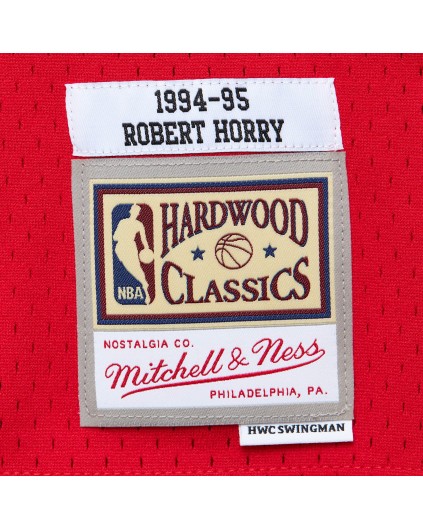 1994-95
ROBERT HORRY
HARDWOOD
CLASSICS
NBA
NOSTALGIA CO.
Mitchell & Ness
PHILADELPHIA, PA.
HWC SWINGMAN